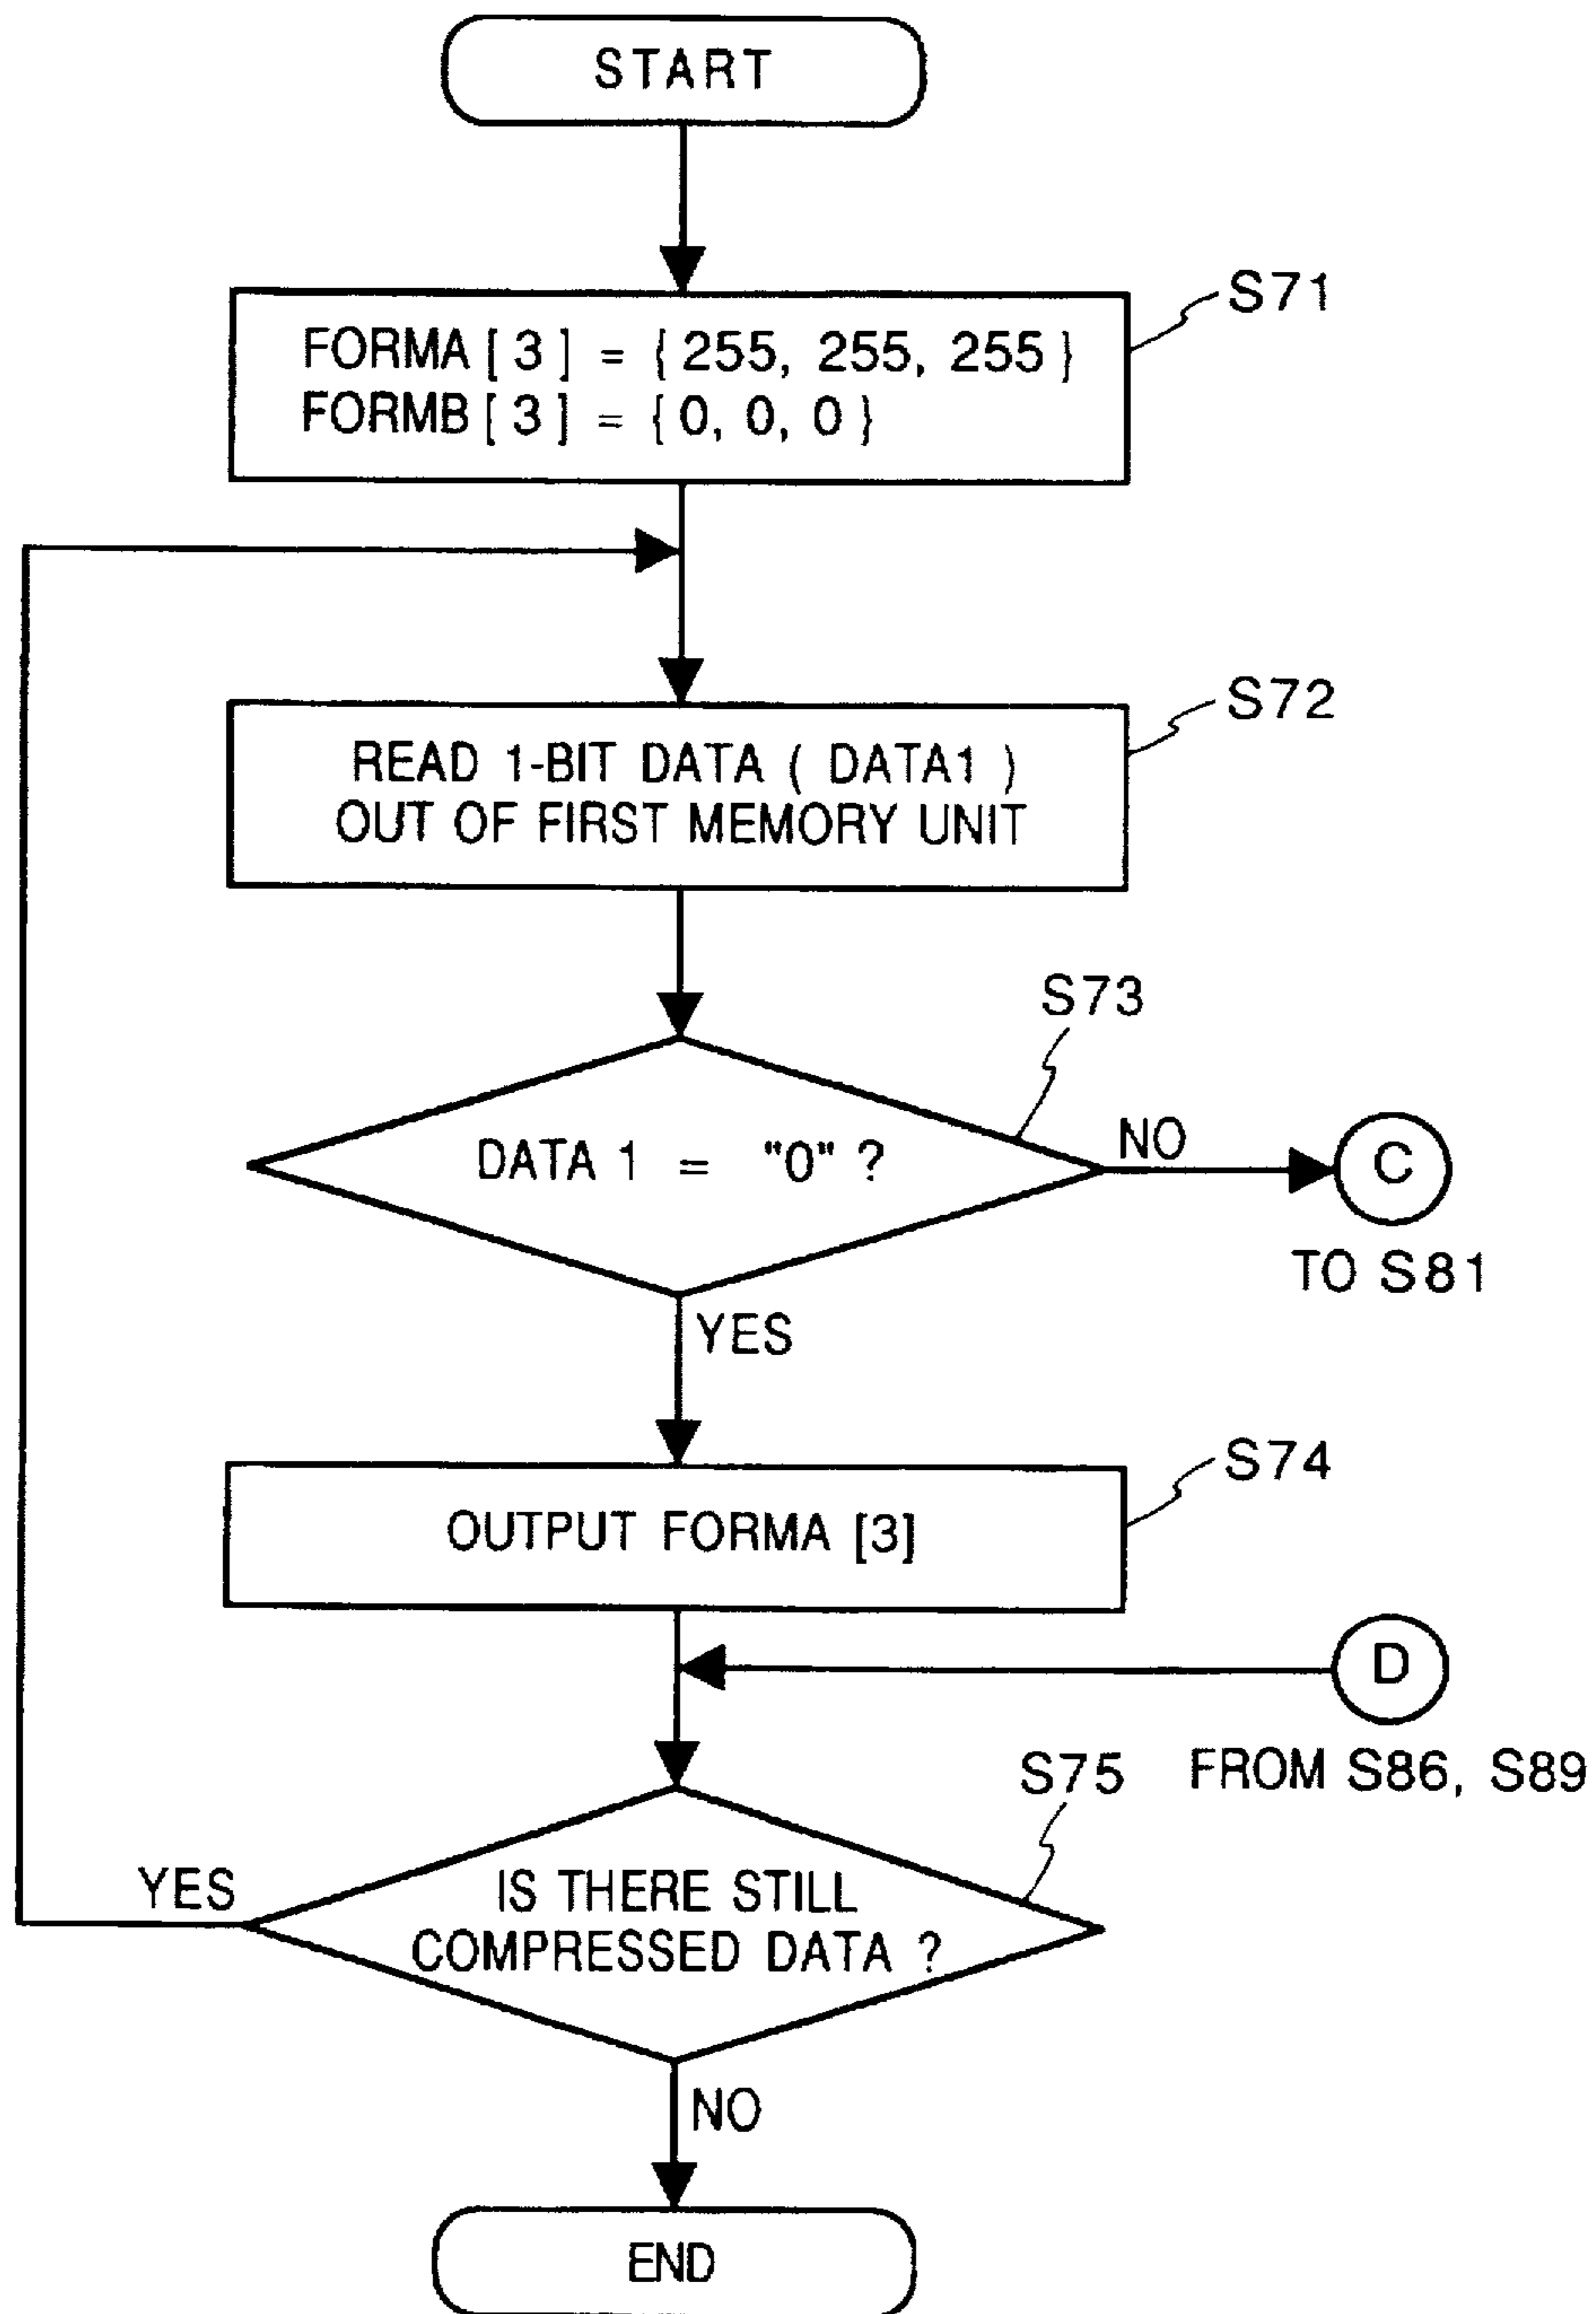 START
S71
FORMA [ 3 ] = { 255, 255, 255 }
FORMB [ 3 ] = { 0, 0, 0 }
S72
READ 1-BIT DATA ( DATA1 )
OUT OF FIRST MEMORY UNIT
S73
DATA 1 = "0" ?
NO
C
TO S81
YES
S74
OUTPUT FORMA [3]
D
FROM S86, S89
S75
YES
IS THERE STILL
COMPRESSED DATA ?
NO
END